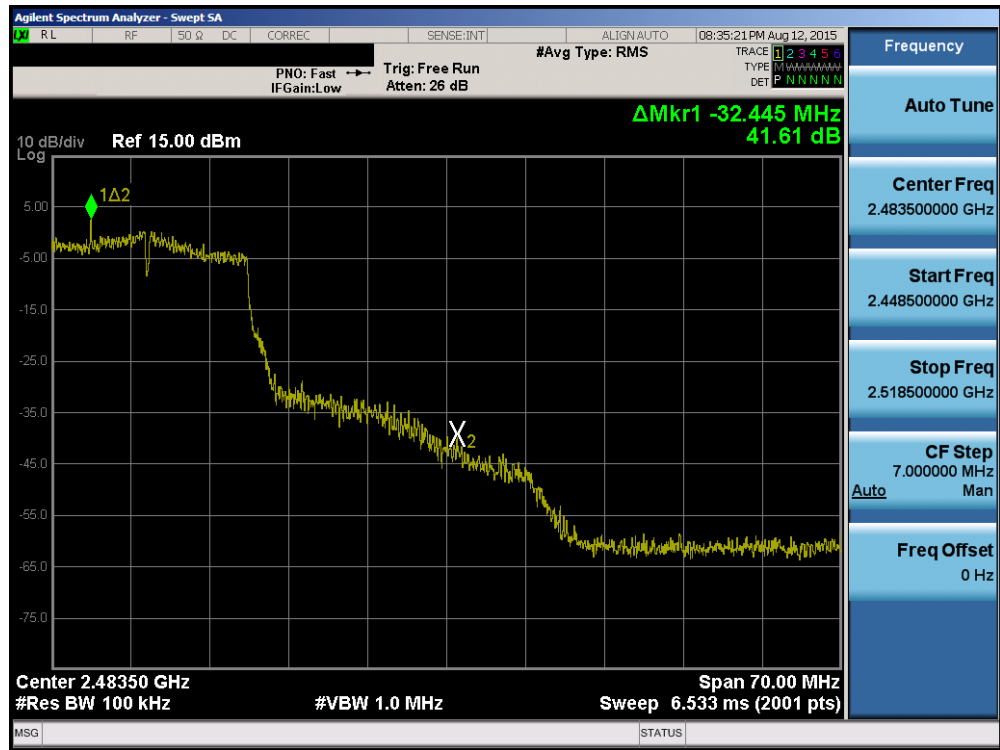 Agilent Spectrum Analyzer - Swept SA
LXI RL RF 50 Ω DC CORREC SENSE:INT ALIGN AUTO 08:35:21 PM Aug 12, 2015
#Avg Type: RMS
PNO: Fast Trig: Free Run
IFGain:Low Atten: 26 dB
TRACE 1 2 3 4 5 6
TYPE M WWWWW
DET P N N N N N
ΔMkr1 -32.445 MHz
41.61 dB
10 dB/div Ref 15.00 dBm
Log
1Δ2
5.00
-5.00
-15.0
-25.0
-35.0
X2
-45.0
-55.0
-65.0
-75.0
Center 2.48350 GHz Span 70.00 MHz
#Res BW 100 kHz #VBW 1.0 MHz Sweep 6.533 ms (2001 pts)
MSG STATUS
Frequency
Auto Tune
Center Freq
2.483500000 GHz
Start Freq
2.448500000 GHz
Stop Freq
2.518500000 GHz
CF Step
7.000000 MHz
Auto Man
Freq Offset
0 Hz